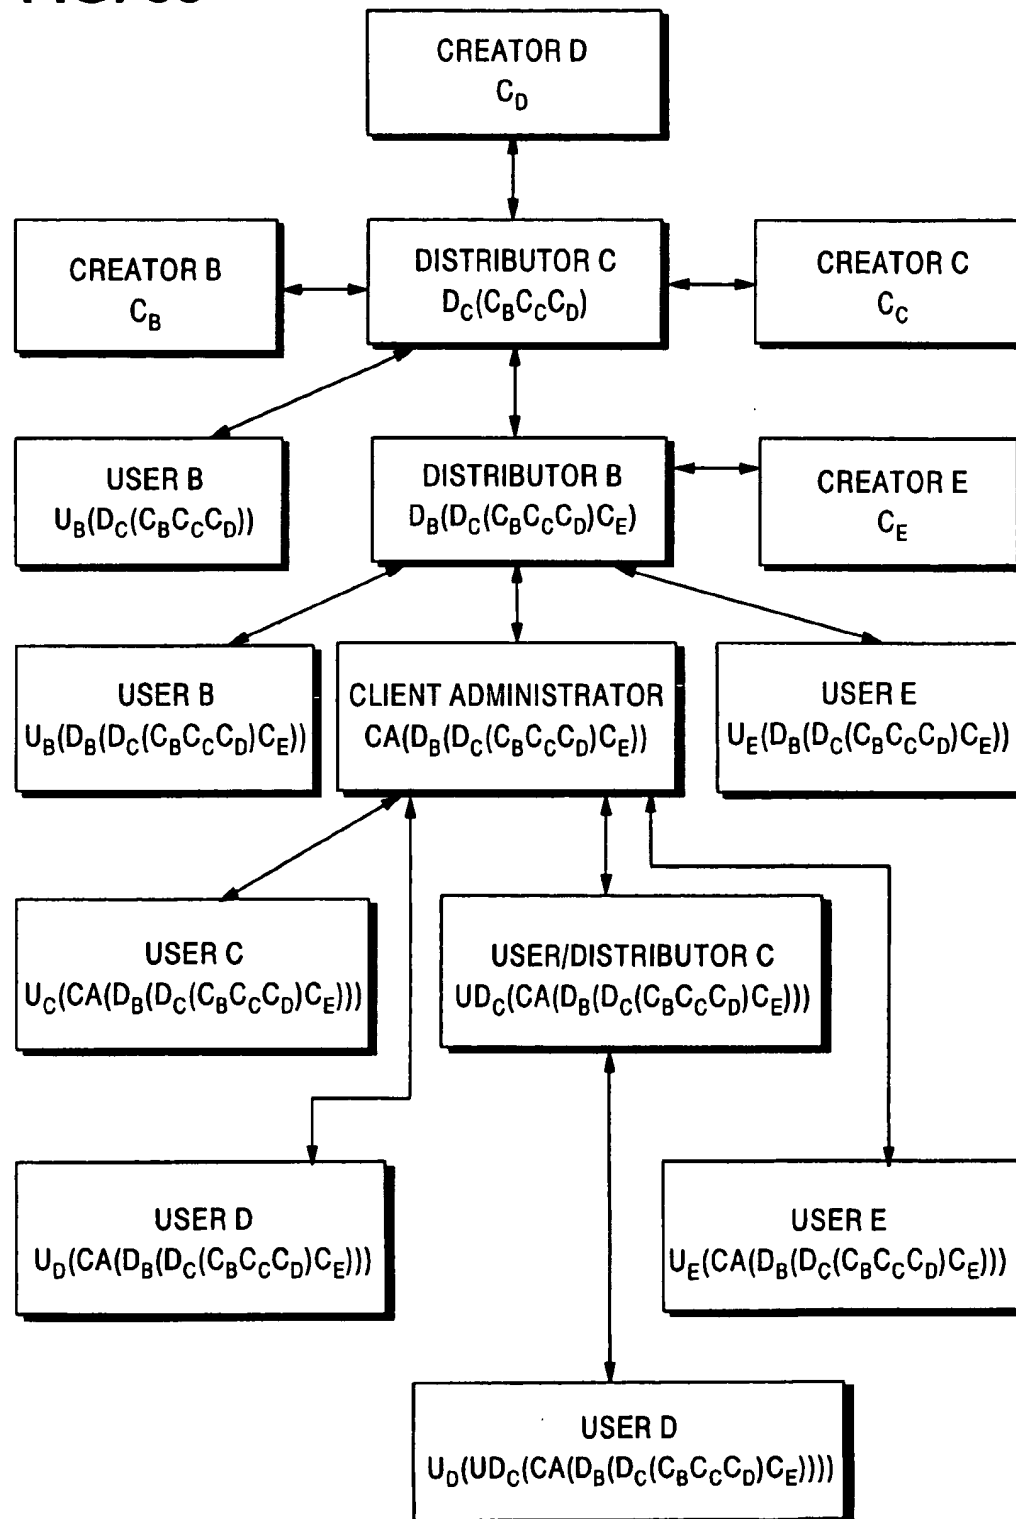 CREATOR D
C_D
CREATOR B
C_B
DISTRIBUTOR C
D_C(C_BC_CC_D)
CREATOR C
C_C
USER B
U_B(D_C(C_BC_CC_D))
DISTRIBUTOR B
D_B(D_C(C_BC_CC_D)C_E)
CREATOR E
C_E
USER B
U_B(D_B(D_C(C_BC_CC_D)C_E))
CLIENT ADMINISTRATOR
CA(D_B(D_C(C_BC_CC_D)C_E))
USER E
U_E(D_B(D_C(C_BC_CC_D)C_E))
USER C
U_C(CA(D_B(D_C(C_BC_CC_D)C_E)))
USER/DISTRIBUTOR C
UD_C(CA(D_B(D_C(C_BC_CC_D)C_E)))
USER D
U_D(CA(D_B(D_C(C_BC_CC_D)C_E)))
USER E
U_E(CA(D_B(D_C(C_BC_CC_D)C_E)))
USER D
U_D(UD_C(CA(D_B(D_C(C_BC_CC_D)C_E))))